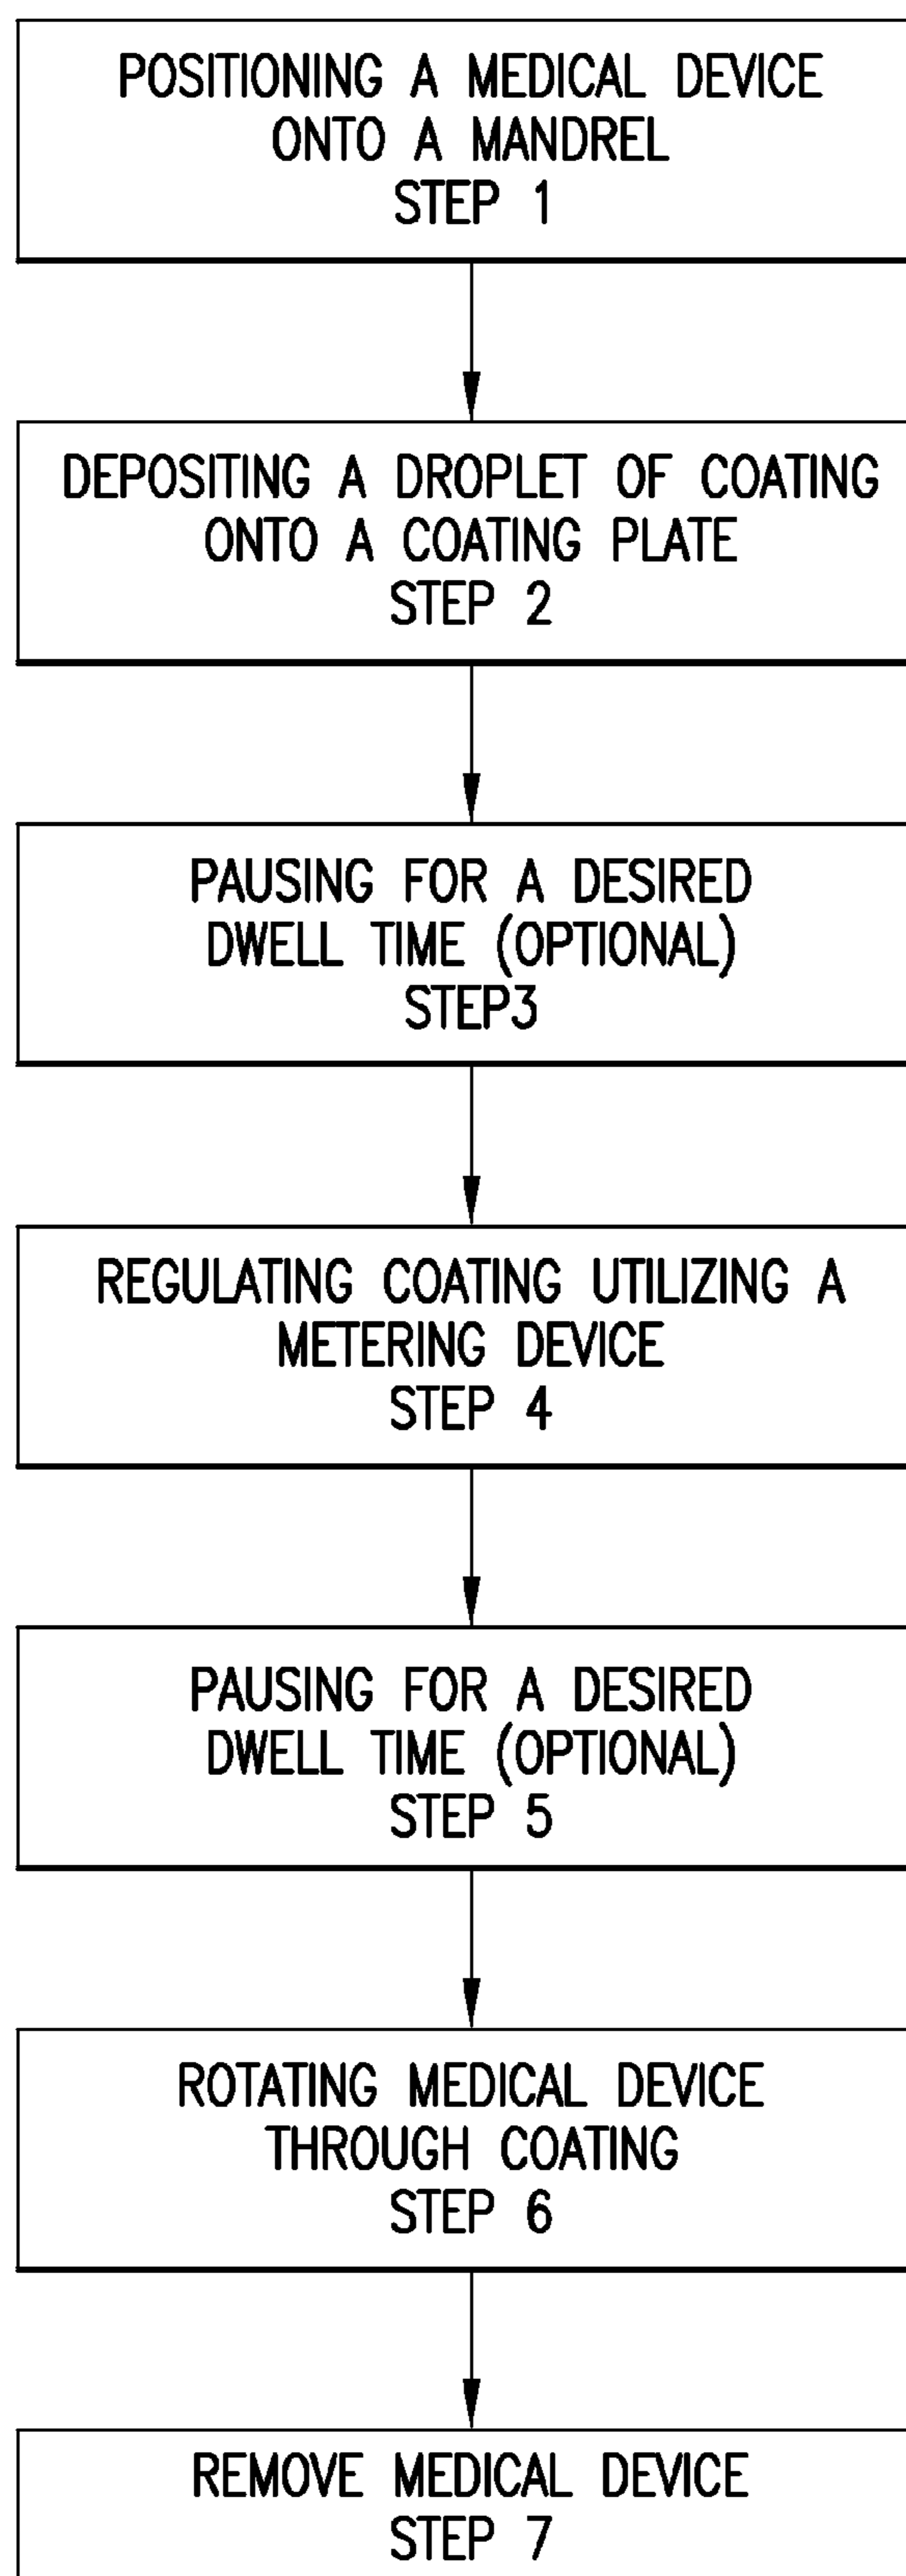 POSITIONING A MEDICAL DEVICE
ONTO A MANDREL
STEP 1
DEPOSITING A DROPLET OF COATING
ONTO A COATING PLATE
STEP 2
PAUSING FOR A DESIRED
DWELL TIME (OPTIONAL)
STEP3
REGULATING COATING UTILIZING A
METERING DEVICE
STEP 4
PAUSING FOR A DESIRED
DWELL TIME (OPTIONAL)
STEP 5
ROTATING MEDICAL DEVICE
THROUGH COATING
STEP 6
REMOVE MEDICAL DEVICE
STEP 7